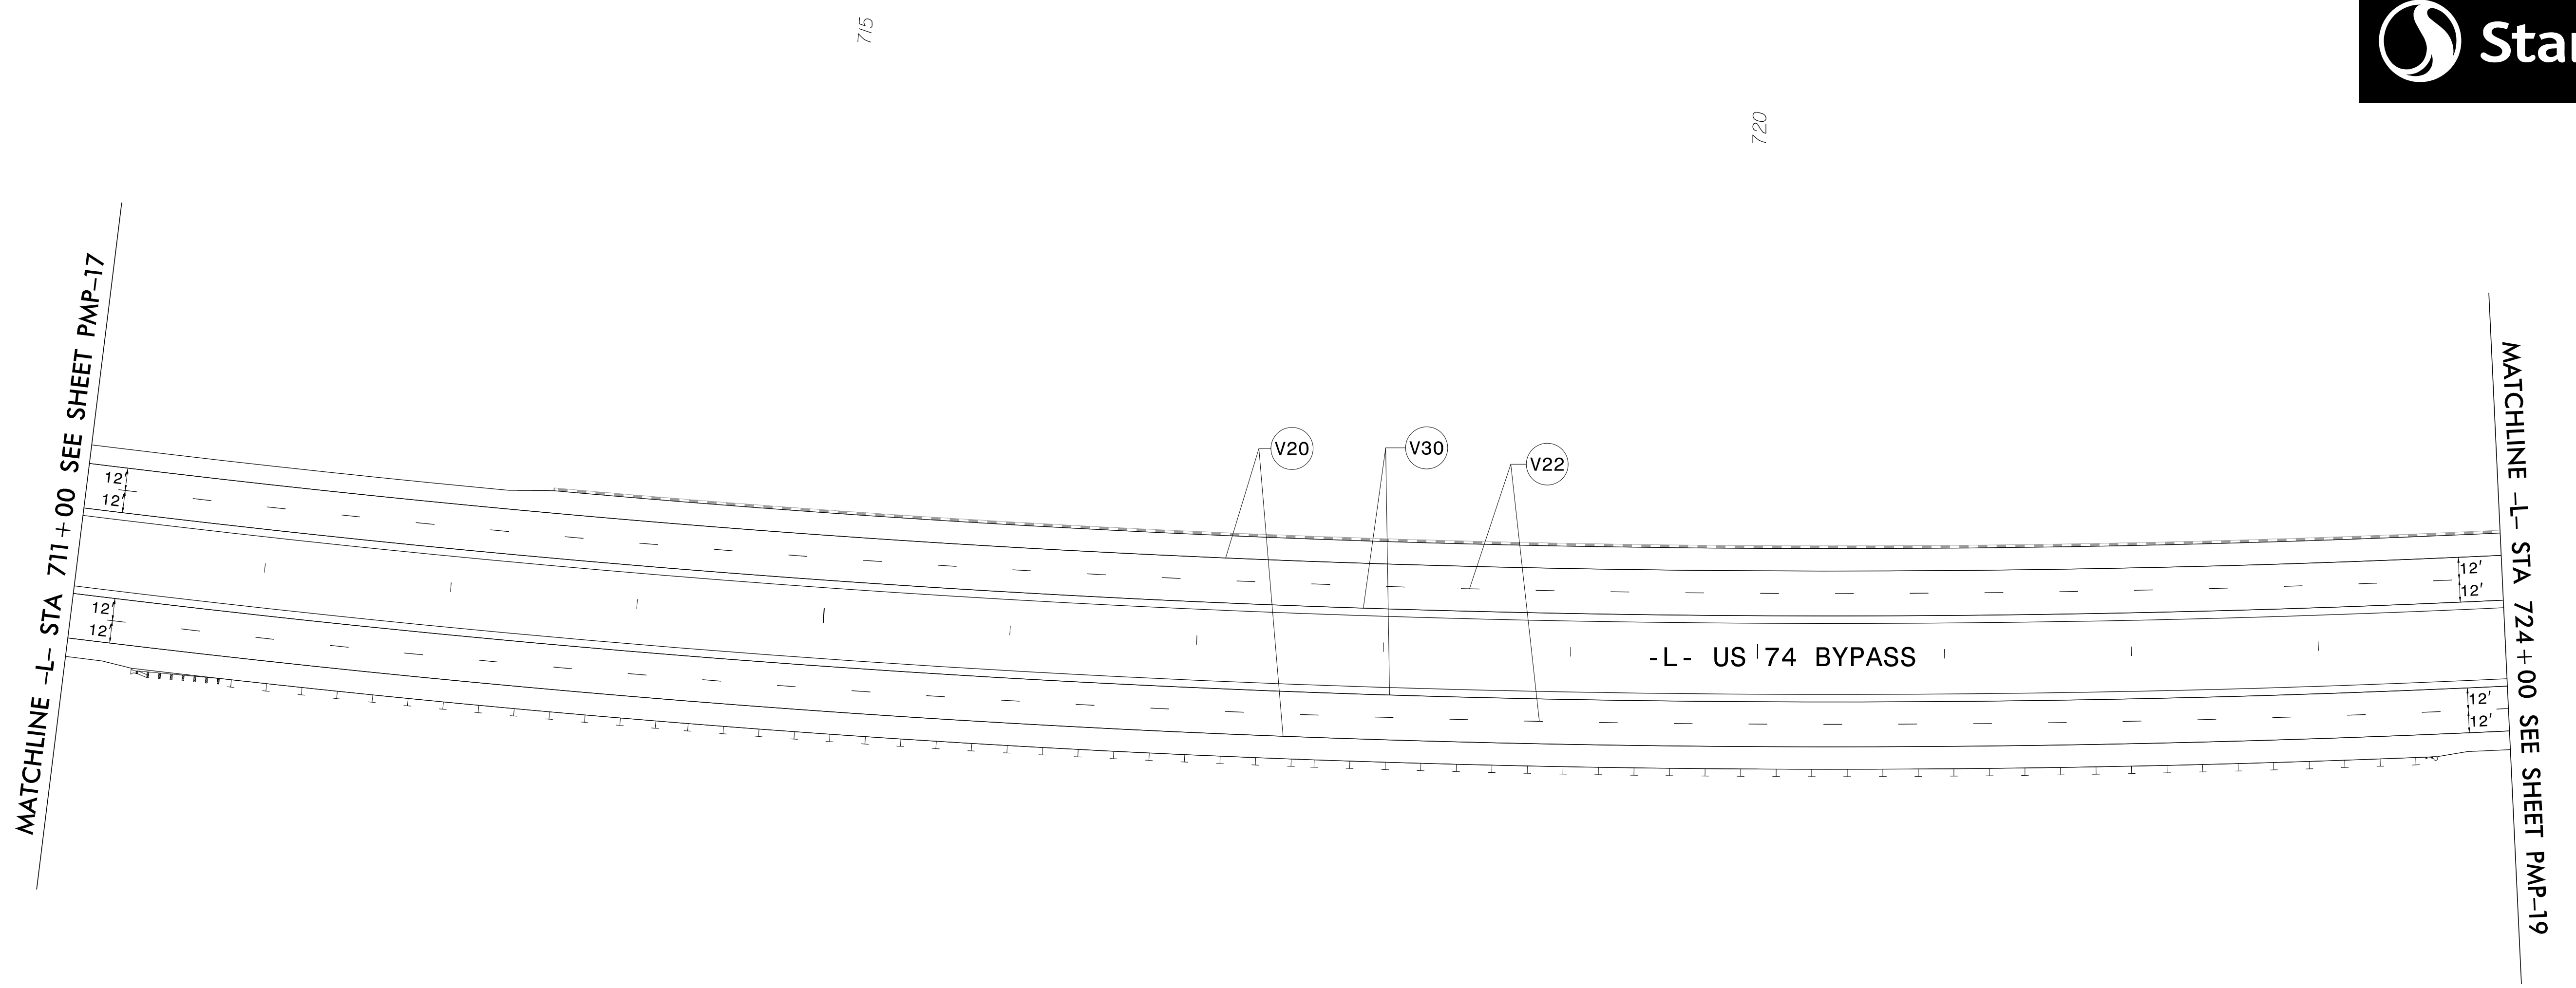 715
720
Star
MATCHLINE -L- STA 711+00 SEE SHEET PMP-17
V20
V30
V22
12'
12'
12'
12'
12'
12'
12'
12'
-L- US 74 BYPASS
MATCHLINE -L- STA 724+00 SEE SHEET PMP-19